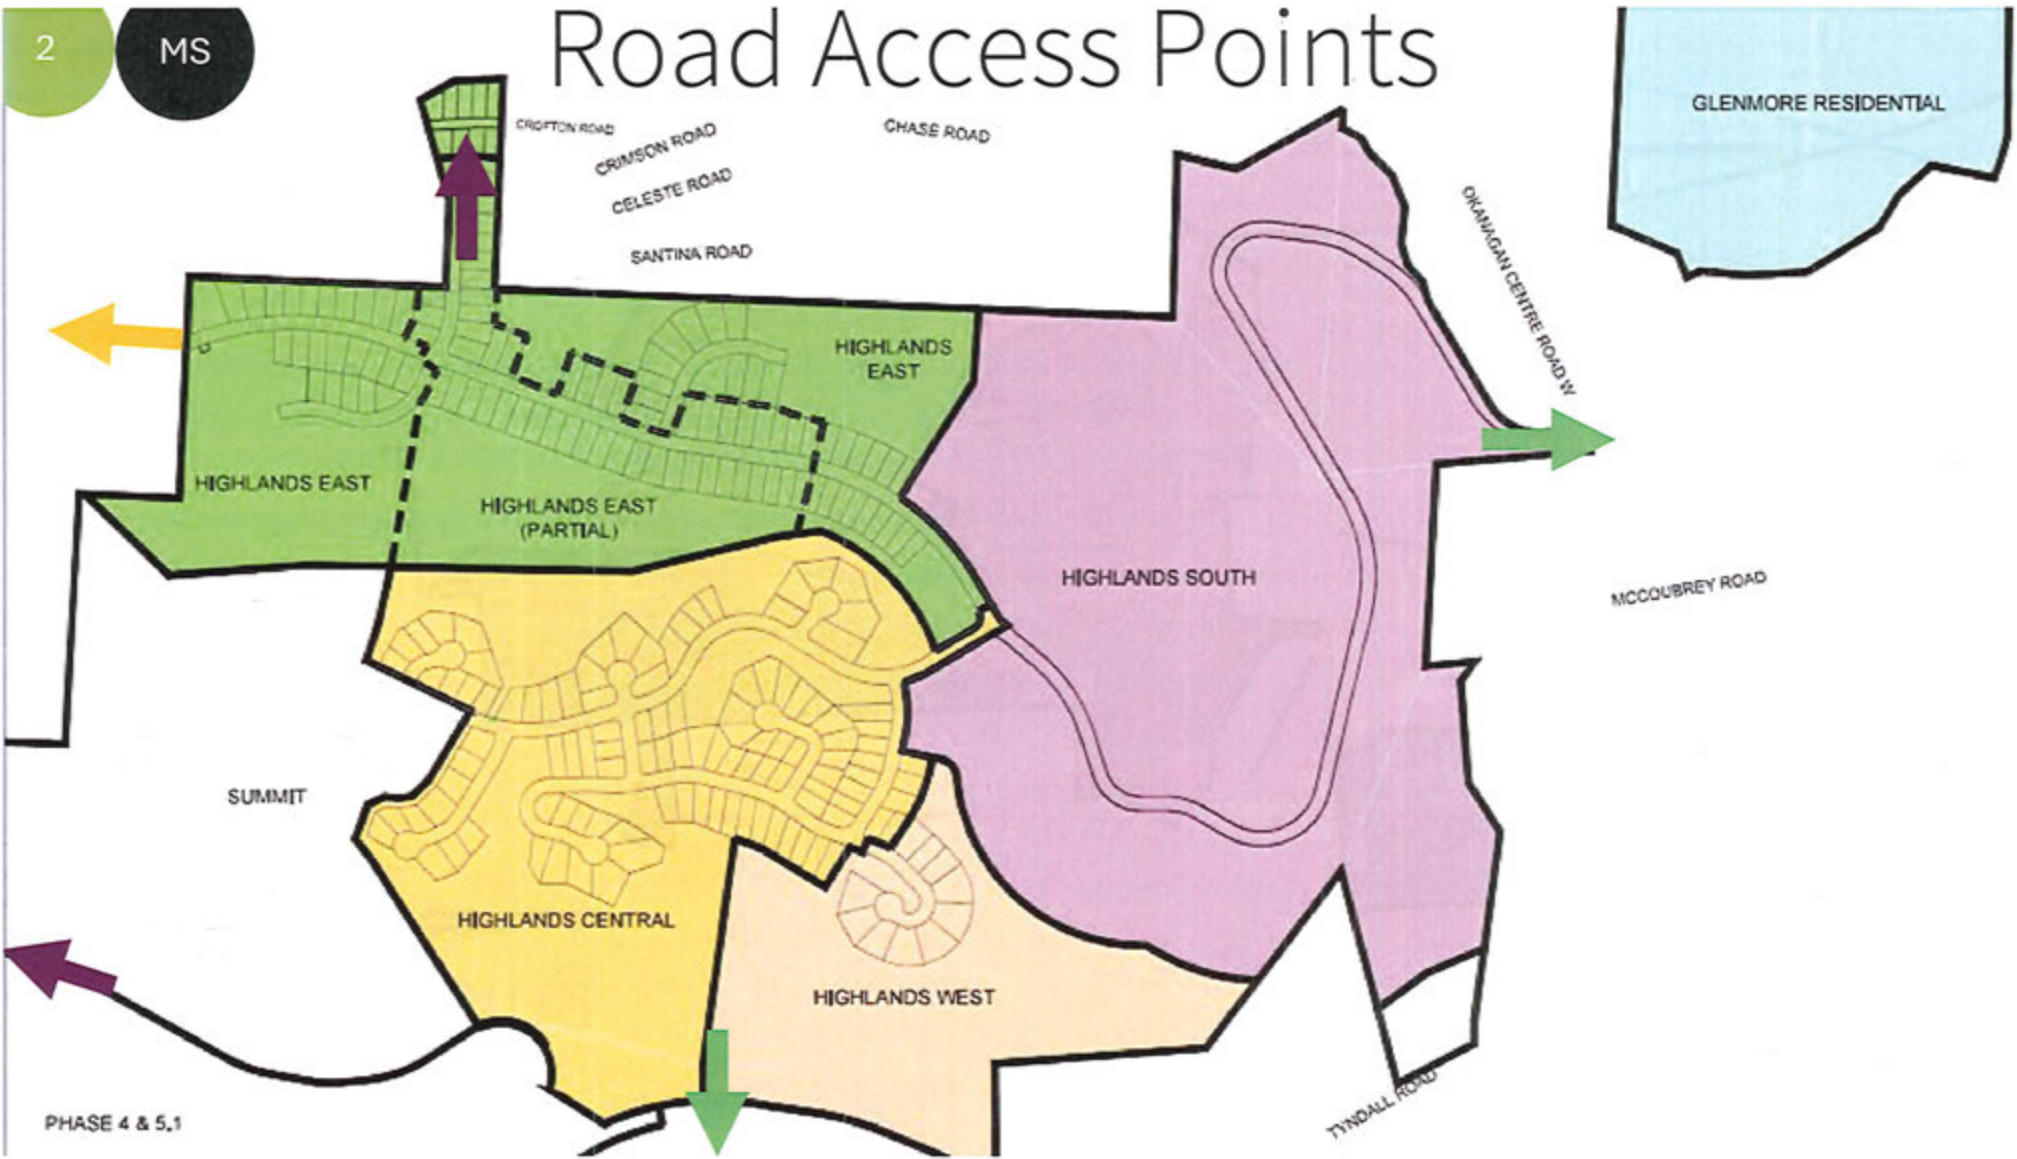 2
MS
Road Access Points
GLENMORE RESIDENTIAL
CROFTON ROAD
CRIMSON ROAD
CHASE ROAD
CELESTE ROAD
SANTINA ROAD
OKANAGAN CENTRE ROAD W
HIGHLANDS
EAST
HIGHLANDS EAST
HIGHLANDS EAST
(PARTIAL)
HIGHLANDS SOUTH
MCCOUBREY ROAD
SUMMIT
HIGHLANDS CENTRAL
HIGHLANDS WEST
PHASE 4 & 5.1
TYNDALL ROAD